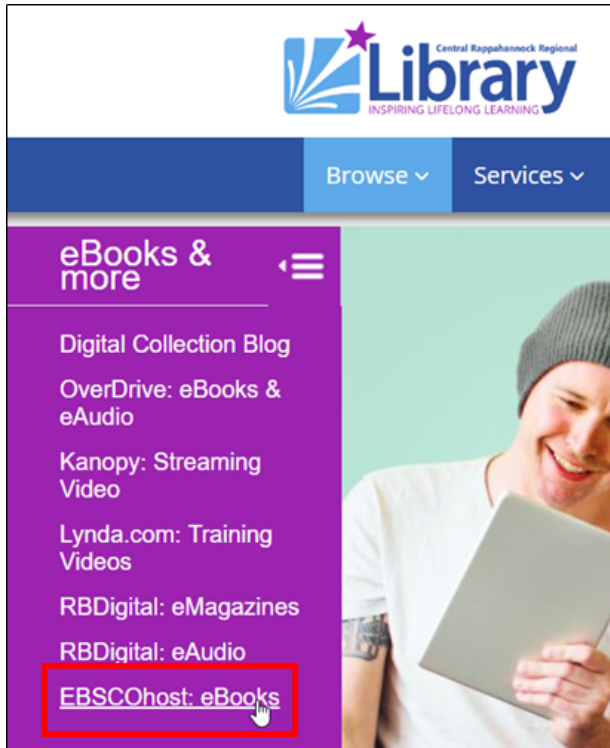 Central Rappahannock Regional
Library
INSPIRING LIFELONG LEARNING
Browse
Services
eBooks &
more
Digital Collection Blog
OverDrive: eBooks &
eAudio
Kanopy: Streaming
Video
Lynda.com: Training
Videos
RBDigital: eMagazines
RBDigital: eAudio
EBSCOhost: eBooks